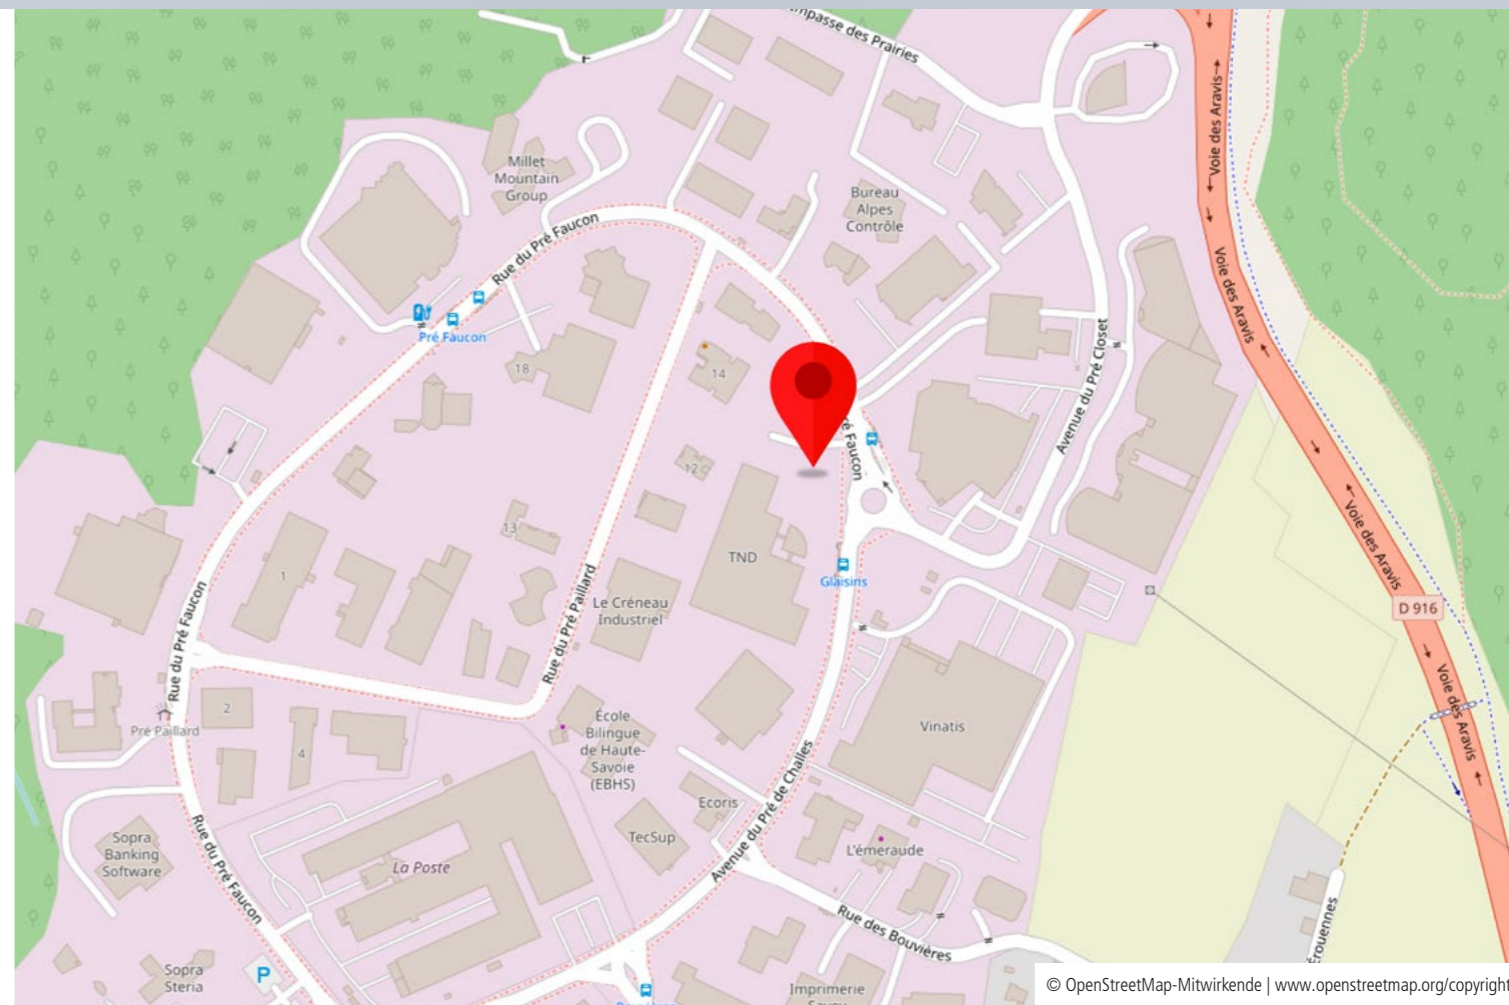 Impasse des Prairies
Voie des Aravis
Millet
Mountain
Group
Bureau
Alpes
Contrôle
Rue du Pré Faucon
Voie des Aravis
Pré Faucon
18
14
Avenue du Pré Closet
é Faucon
12
13
TND
Glaisins
Voie des Aravis
D 916
1
Le Créneau
Industriel
Rue du Pré Paillard
Rue du Pré Faucon
2
Pré Paillard
4
École
Bilingue
de Haute-
Savoie
(EBHS)
Vinatis
Voie des Aravis
Ecoris
TecSup
Avenue du Pré de Challes
L'émeraude
Sopra
Banking
Software
La Poste
Rue du Pré Faucon
Rue des Bouvières
Érouennes
Sopra
Steria
P
Imprimerie
© OpenStreetMap-Mitwirkende | www.openstreetmap.org/copyright